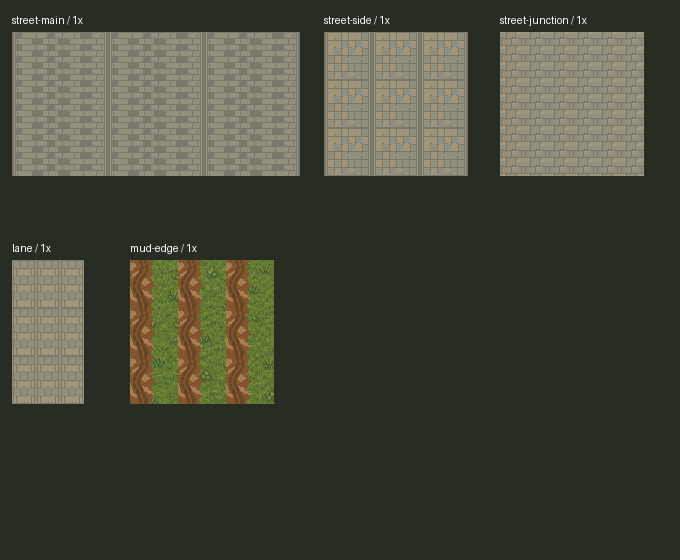 street-main / 1x
street-side / 1x
street-junction / 1x
lane / 1x
mud-edge / 1x